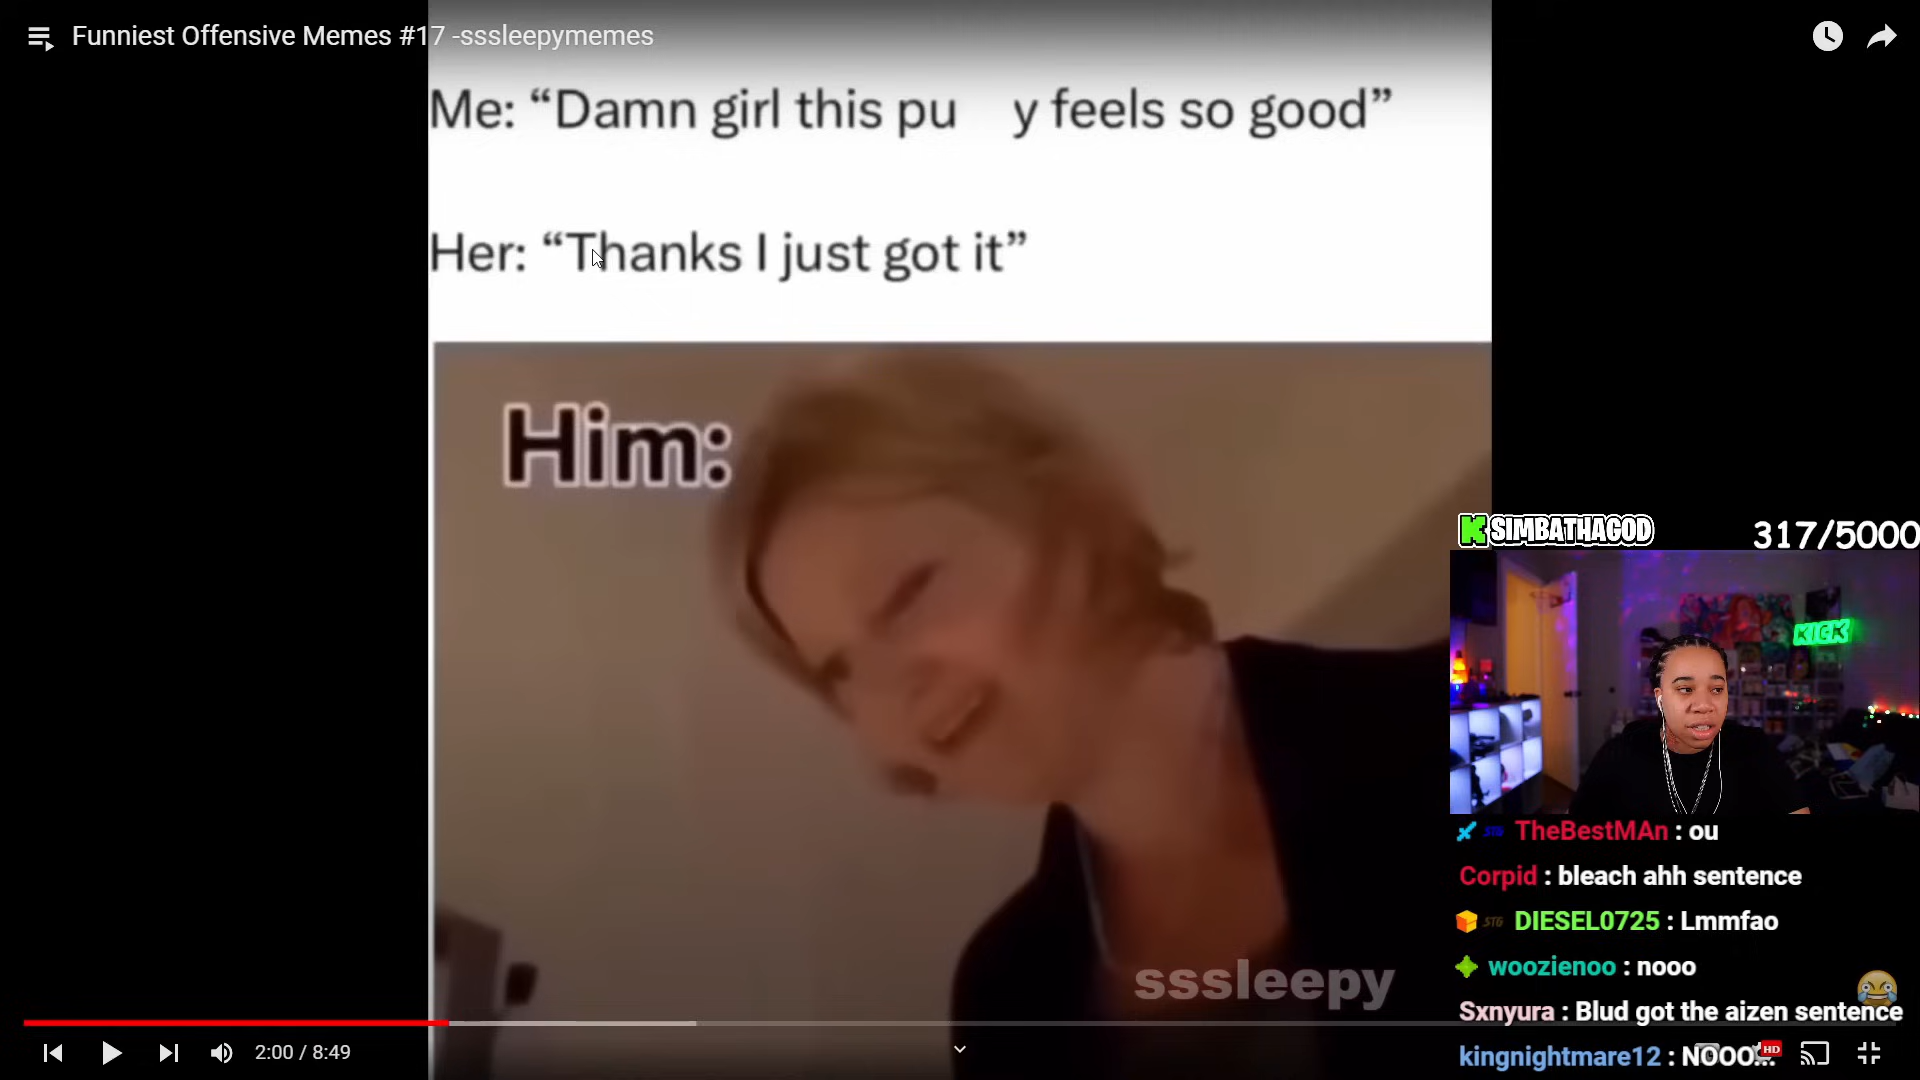 Funniest Offensive Memes #17 -sssleepymemes
Me: “Damn girl this pu y feels so good”
Her: “Thanks I just got it”
Him:
SIMBATHAGOD
317/5000
KICK
TheBestMAn : ou
Corpid : bleach ahh sentence
STG DIESEL0725 : Lmmfao
woozienoo : nooo
sssleepy
Sxnyura : Blud got the aizen sentence
kingnightmare12 : NOOO...
HD
2:00 / 8:49